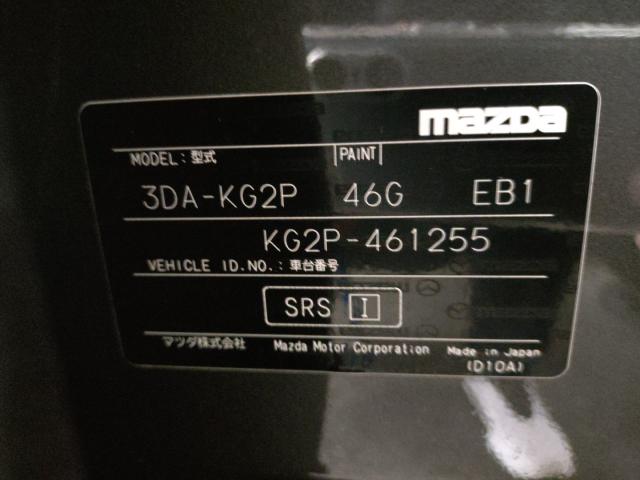 mazda
MODEL:型式 PAINT
3DA-KG2P 46G EB1
KG2P-461255
VEHICLE ID.NO.:車台番号
SRS I
マツダ株式会社 Mazda Motor Corporation Made in Japan
(D10A)